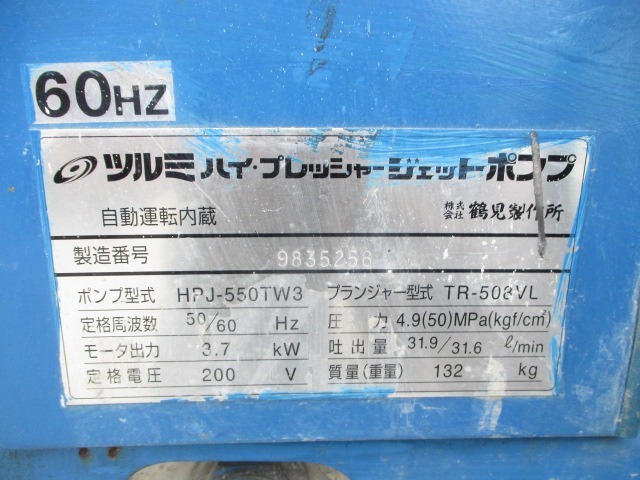 60HZ
ツルミ ハイ・プレッシャージェットポンプ
自動運転内蔵
株式会社 鶴見製作所
製造番号 9835258
ポンプ型式 HPJ-550TW3 プランジャー型式 TR-508VL
定格周波数 50/60 Hz 圧力 4.9(50)MPa(kgf/cm²)
モータ出力 3.7 kW 吐出量 31.9/31.6 ℓ/min
定格電圧 200 V 質量(重量) 132 kg